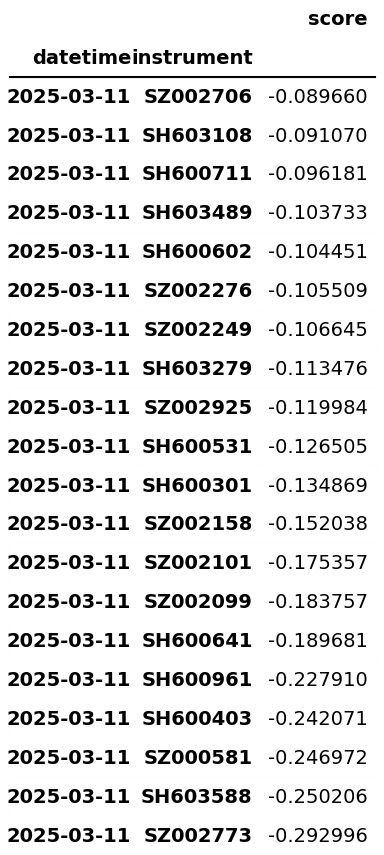 score
datetime instrument
2025-03-11 SZ002706 -0.089660
2025-03-11 SH603108 -0.091070
2025-03-11 SH600711 -0.096181
2025-03-11 SH603489 -0.103733
2025-03-11 SH600602 -0.104451
2025-03-11 SZ002276 -0.105509
2025-03-11 SZ002249 -0.106645
2025-03-11 SH603279 -0.113476
2025-03-11 SZ002925 -0.119984
2025-03-11 SH600531 -0.126505
2025-03-11 SH600301 -0.134869
2025-03-11 SZ002158 -0.152038
2025-03-11 SZ002101 -0.175357
2025-03-11 SZ002099 -0.183757
2025-03-11 SH600641 -0.189681
2025-03-11 SH600961 -0.227910
2025-03-11 SH600403 -0.242071
2025-03-11 SZ000581 -0.246972
2025-03-11 SH603588 -0.250206
2025-03-11 SZ002773 -0.292996